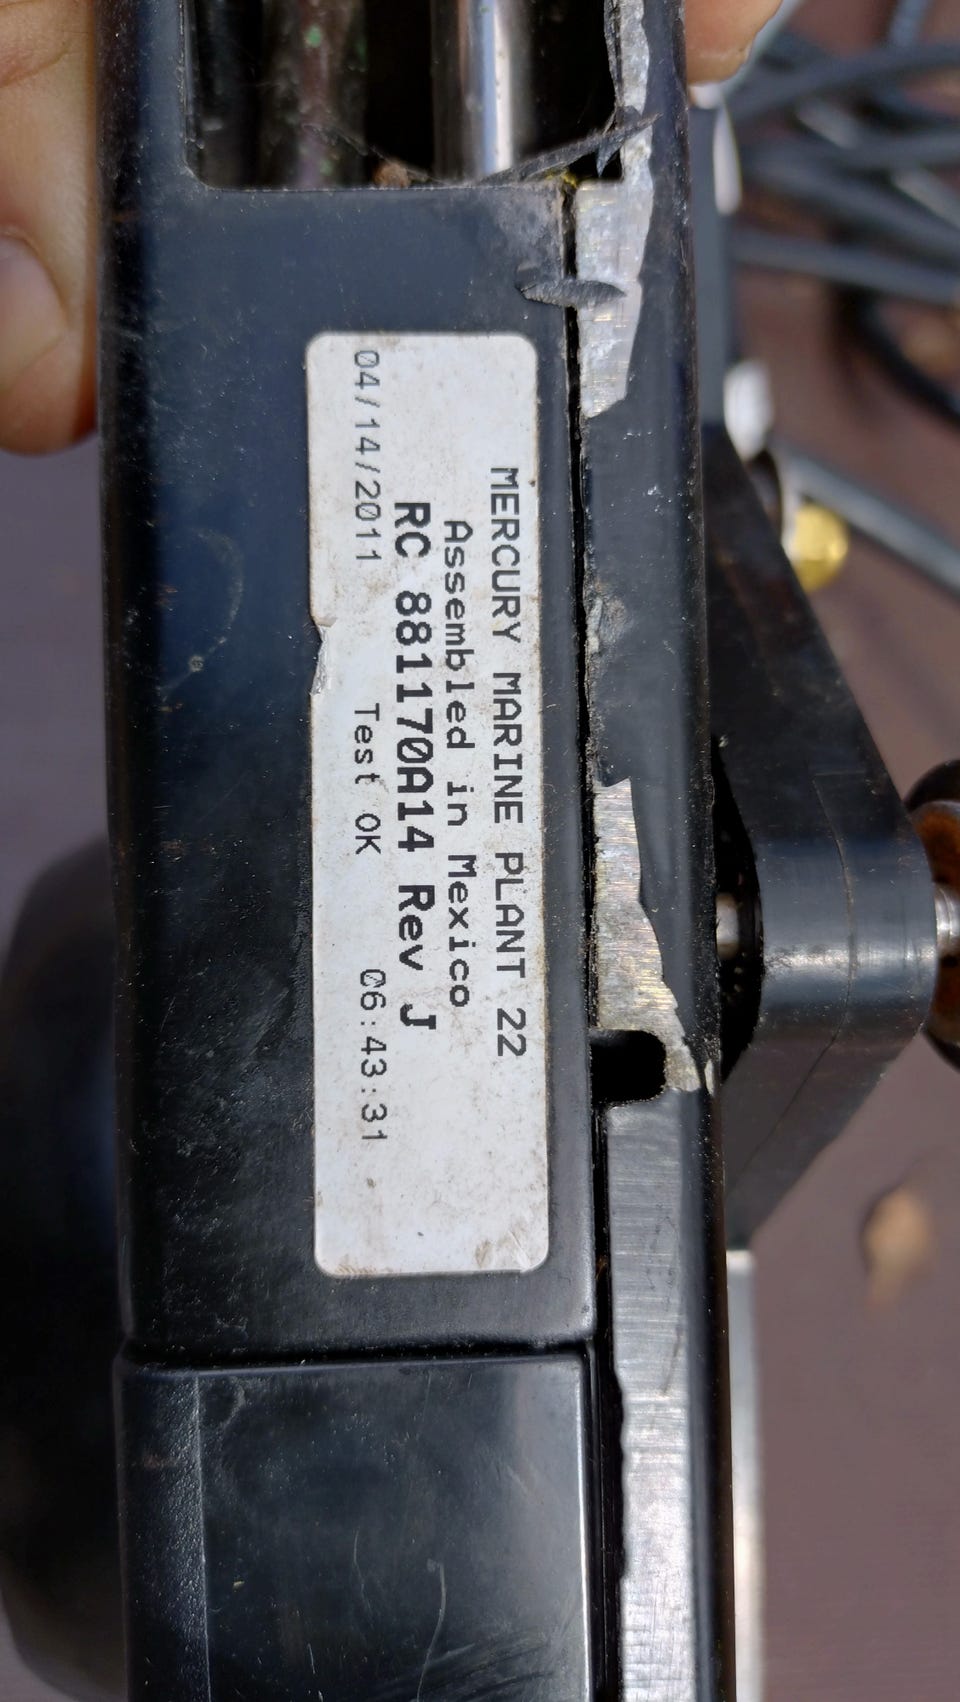 MERCURY MARINE PLANT 22
Assembled in Mexico
RC 881170A14 Rev J
04/14/2011 Test OK 06:43:31